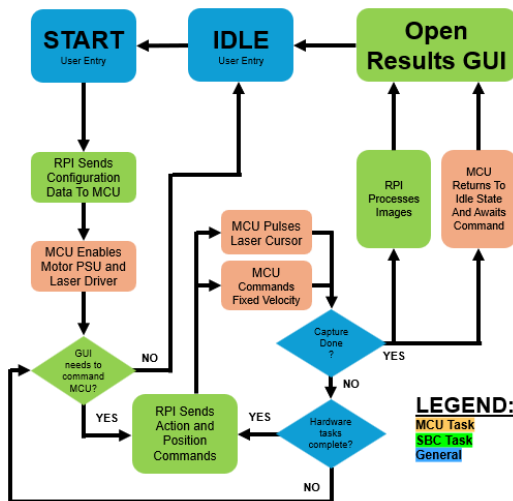 START
User Entry
IDLE
User Entry
Open
Results GUI
RPI Sends
Configuration
Data To MCU
RPI
Processes
Images
MCU
Returns To
Idle State
And Awaits
Command
MCU Pulses
Laser Cursor
MCU Enables
Motor PSU and
Laser Driver
MCU
Commands
Fixed Velocity
Capture
Done
?
YES
NO
GUI
needs to
command
MCU?
NO
YES
RPI Sends
Action and
Position
Commands
YES
Hardware
tasks
complete?
NO
LEGEND:
MCU Task
SBC Task
General